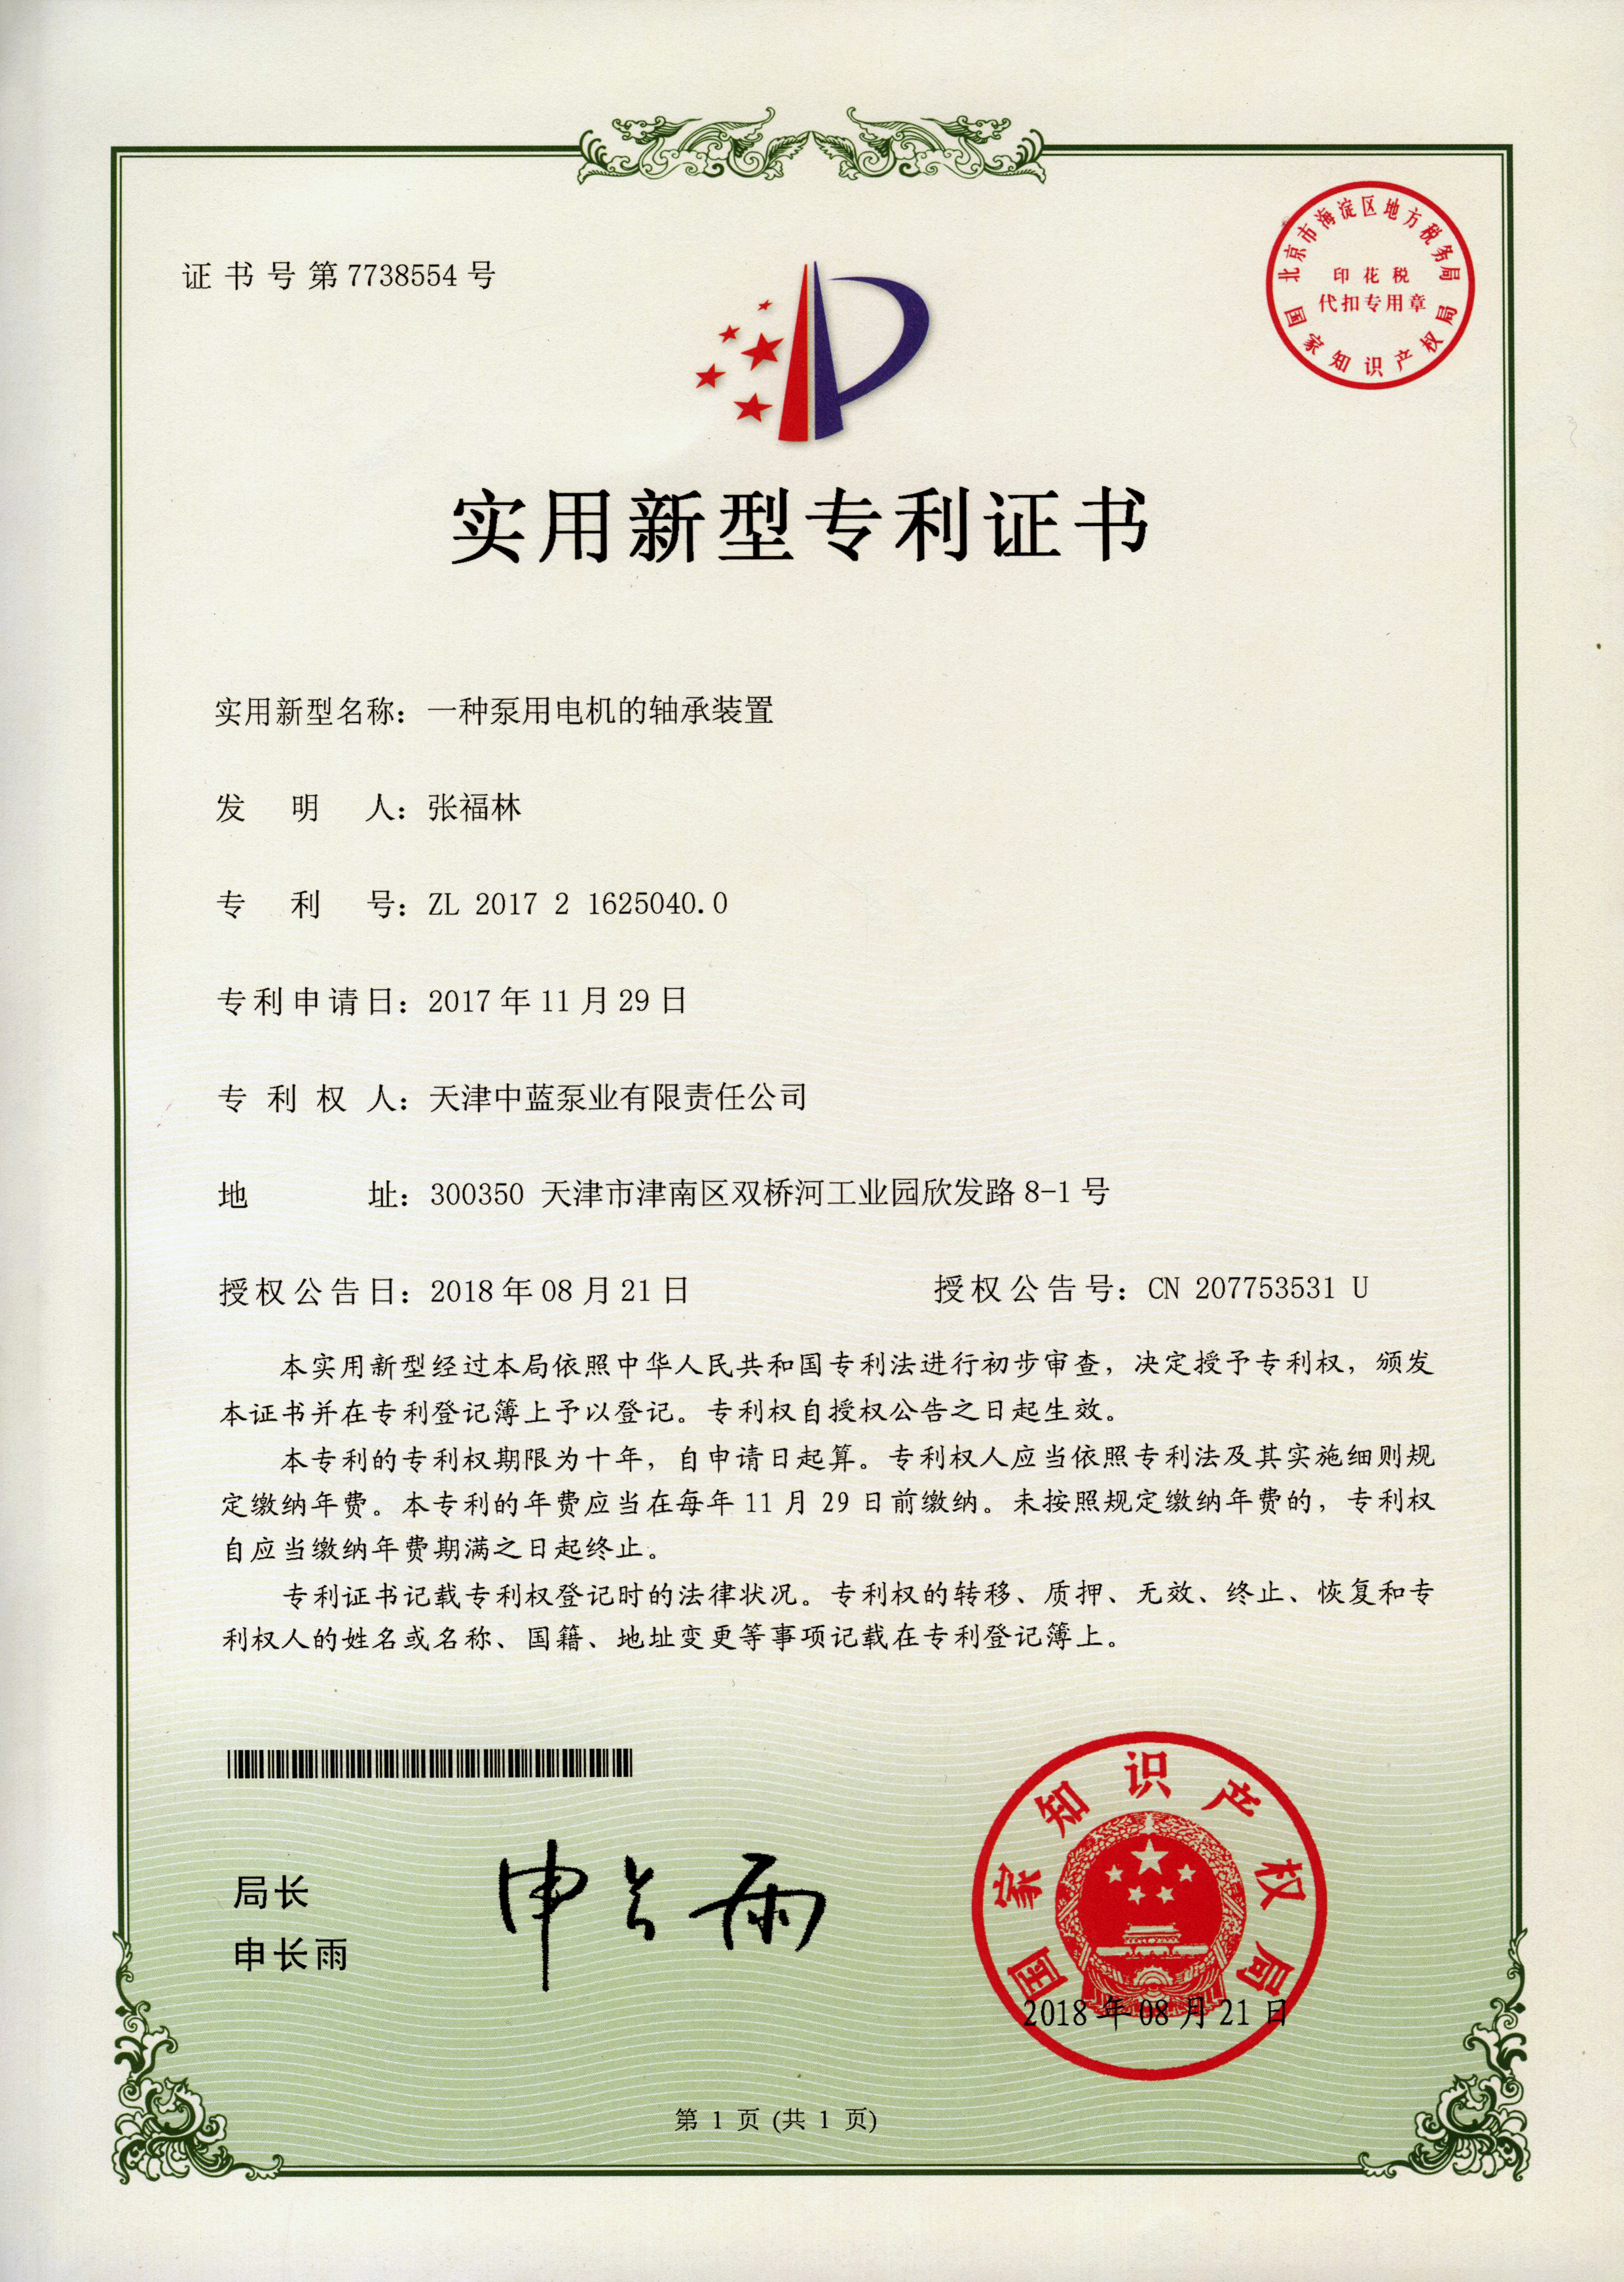 证书号第7738554号
北京市海淀区地方税务局
印花税
代扣专用章
国家知识产权局
实用新型专利证书
实用新型名称：一种泵用电机的轴承装置
发明人：张福林
专利号：ZL 2017 2 1625040.0
专利申请日：2017年11月29日
专利权人：天津中蓝泵业有限责任公司
地址：300350 天津市津南区双桥河工业园欣发路8-1号
授权公告日：2018年08月21日 授权公告号：CN 207753531 U
本实用新型经过本局依照中华人民共和国专利法进行初步审查，决定授予专利权，颁发
本证书并在专利登记簿上予以登记。专利权自授权公告之日起生效。
本专利的专利权期限为十年，自申请日起算。专利权人应当依照专利法及其实施细则规
定缴纳年费。本专利的年费应当在每年11月29日前缴纳。未按照规定缴纳年费的，专利权
自应当缴纳年费期满之日起终止。
专利证书记载专利权登记时的法律状况。专利权的转移、质押、无效、终止、恢复和专
利权人的姓名或名称、国籍、地址变更等事项记载在专利登记簿上。
局长
申长雨
申长雨
国家知识产权局
2018年08月21日
第 1 页 (共 1 页)